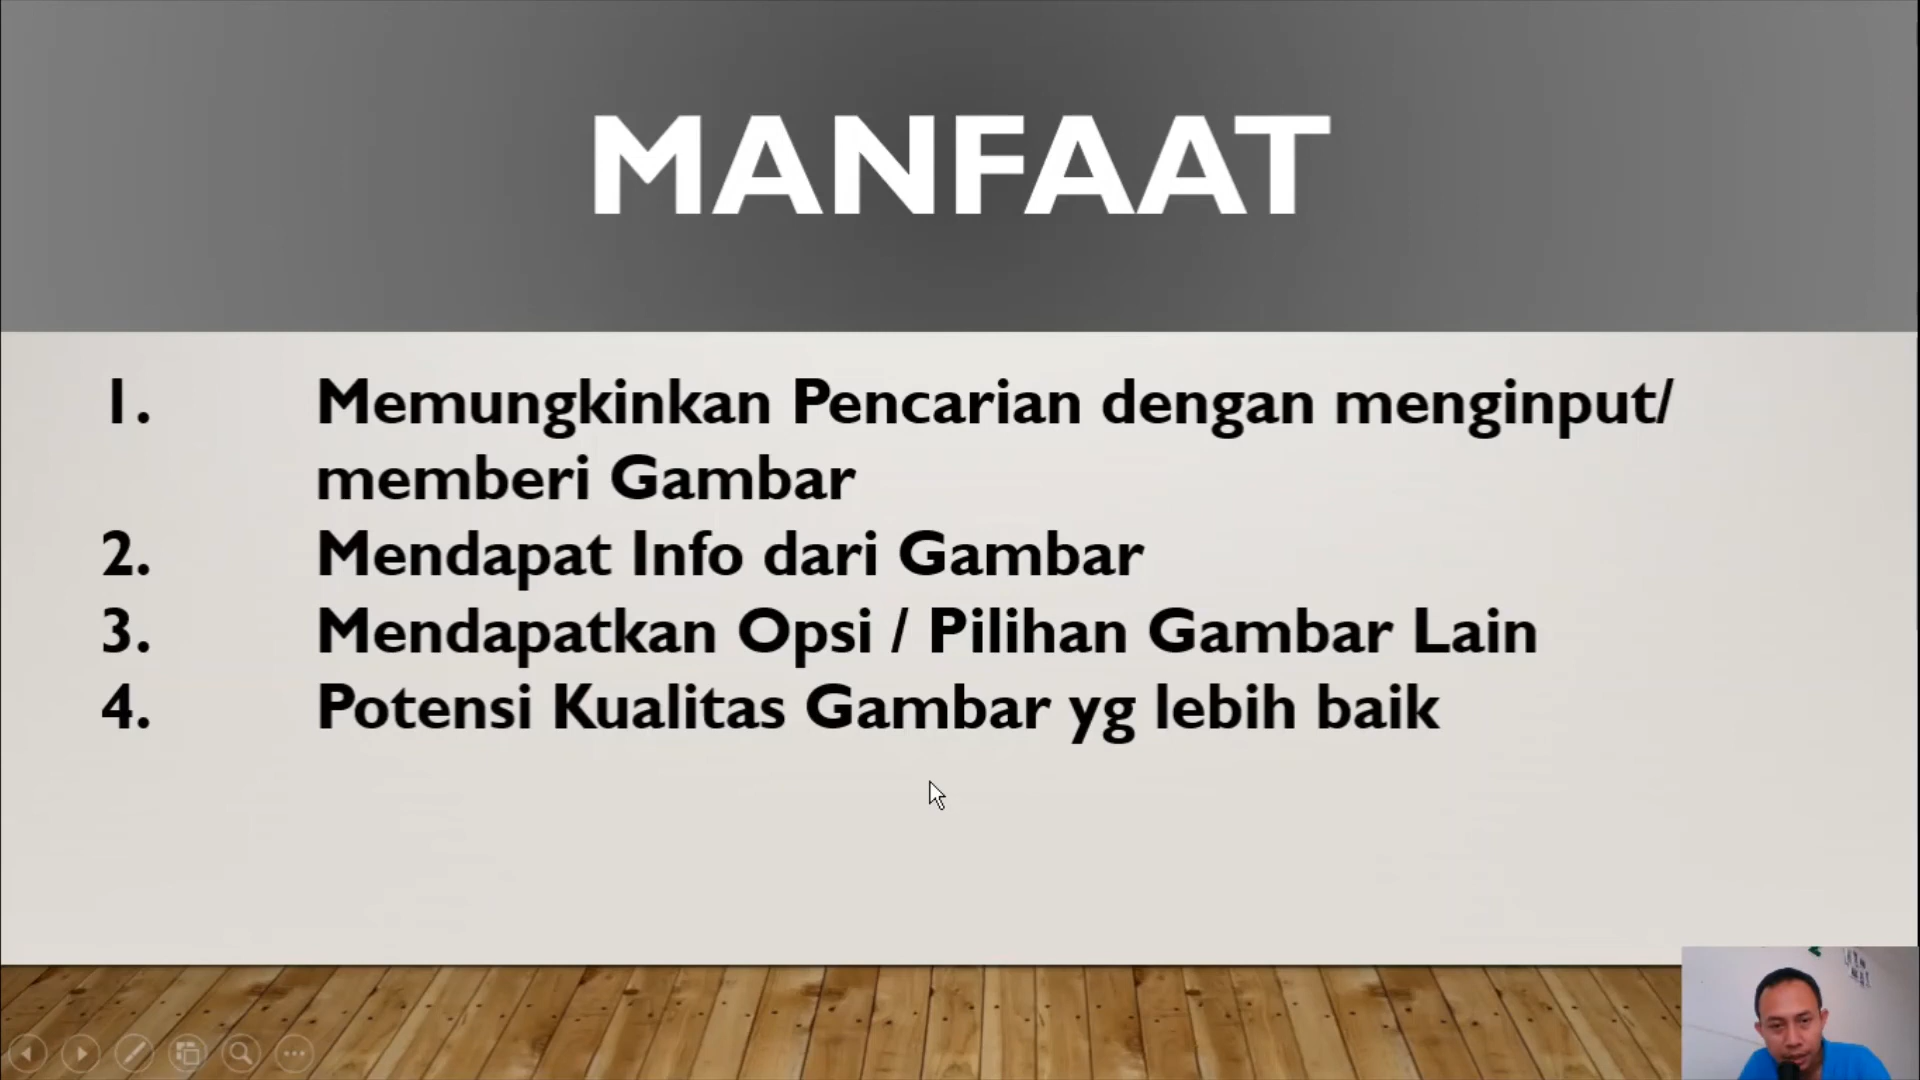 MANFAAT
1. Memungkinkan Pencarian dengan menginput/
memberi Gambar
2. Mendapat Info dari Gambar
3. Mendapatkan Opsi / Pilihan Gambar Lain
4. Potensi Kualitas Gambar yg lebih baik